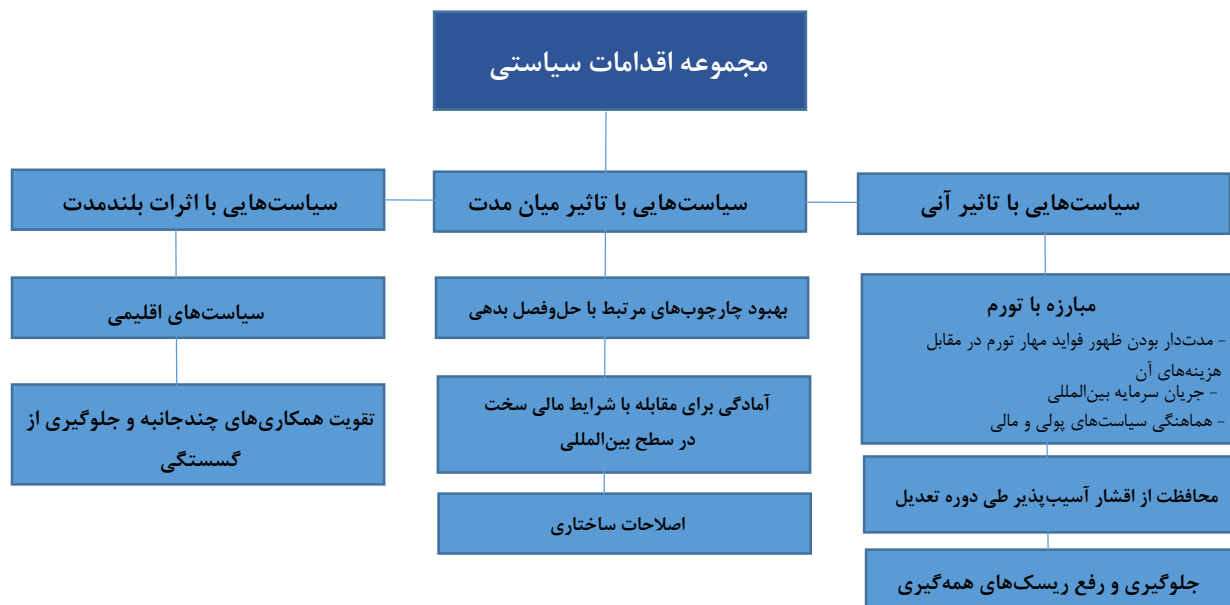 مجموعه اقدامات سیاستی
سیاست‌هایی با تاثیر آنی
مبارزه با تورم
- مدت‌دار بودن ظهور فواید مهار تورم در مقابل
هزینه‌های آن
- جریان سرمایه بین‌المللی
- هماهنگی سیاست‌های پولی و مالی
محافظت از اقشار آسیب‌پذیر طی دوره تعدیل
جلوگیری و رفع ریسک‌های همه‌گیری
سیاست‌هایی با تاثیر میان مدت
بهبود چارچوب‌های مرتبط با حل‌وفصل بدهی
آمادگی برای مقابله با شرایط مالی سخت
در سطح بین‌المللی
اصلاحات ساختاری
سیاست‌هایی با اثرات بلندمدت
سیاست‌های اقلیمی
تقویت همکاری‌های چندجانبه و جلوگیری از
گسستگی